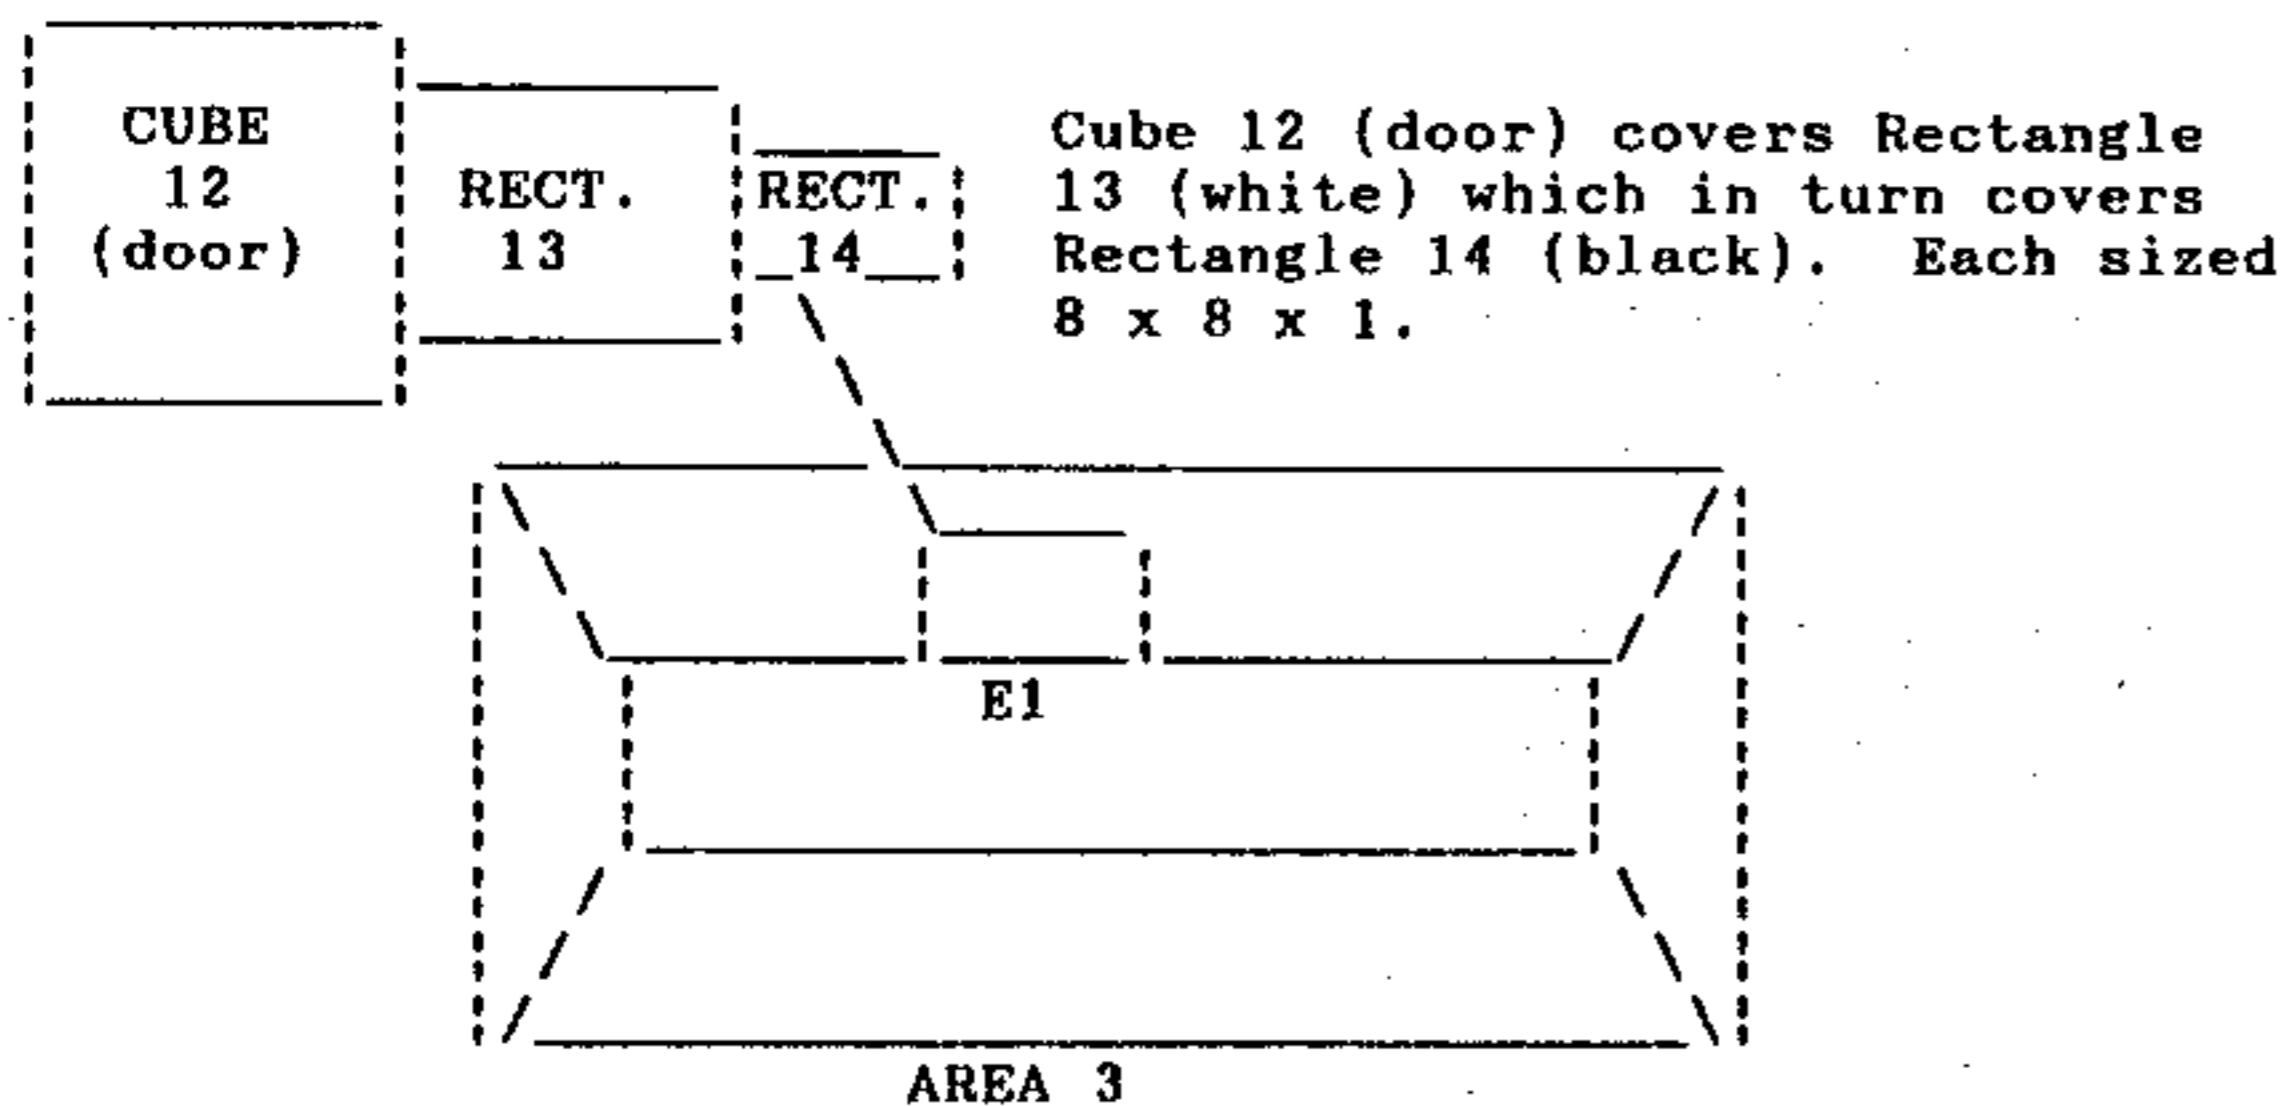 CUBE
12
(door)
RECT.
13
RECT.
14
Cube 12 (door) covers Rectangle
13 (white) which in turn covers
Rectangle 14 (black).  Each sized
8 x 8 x 1.
E1
AREA 3